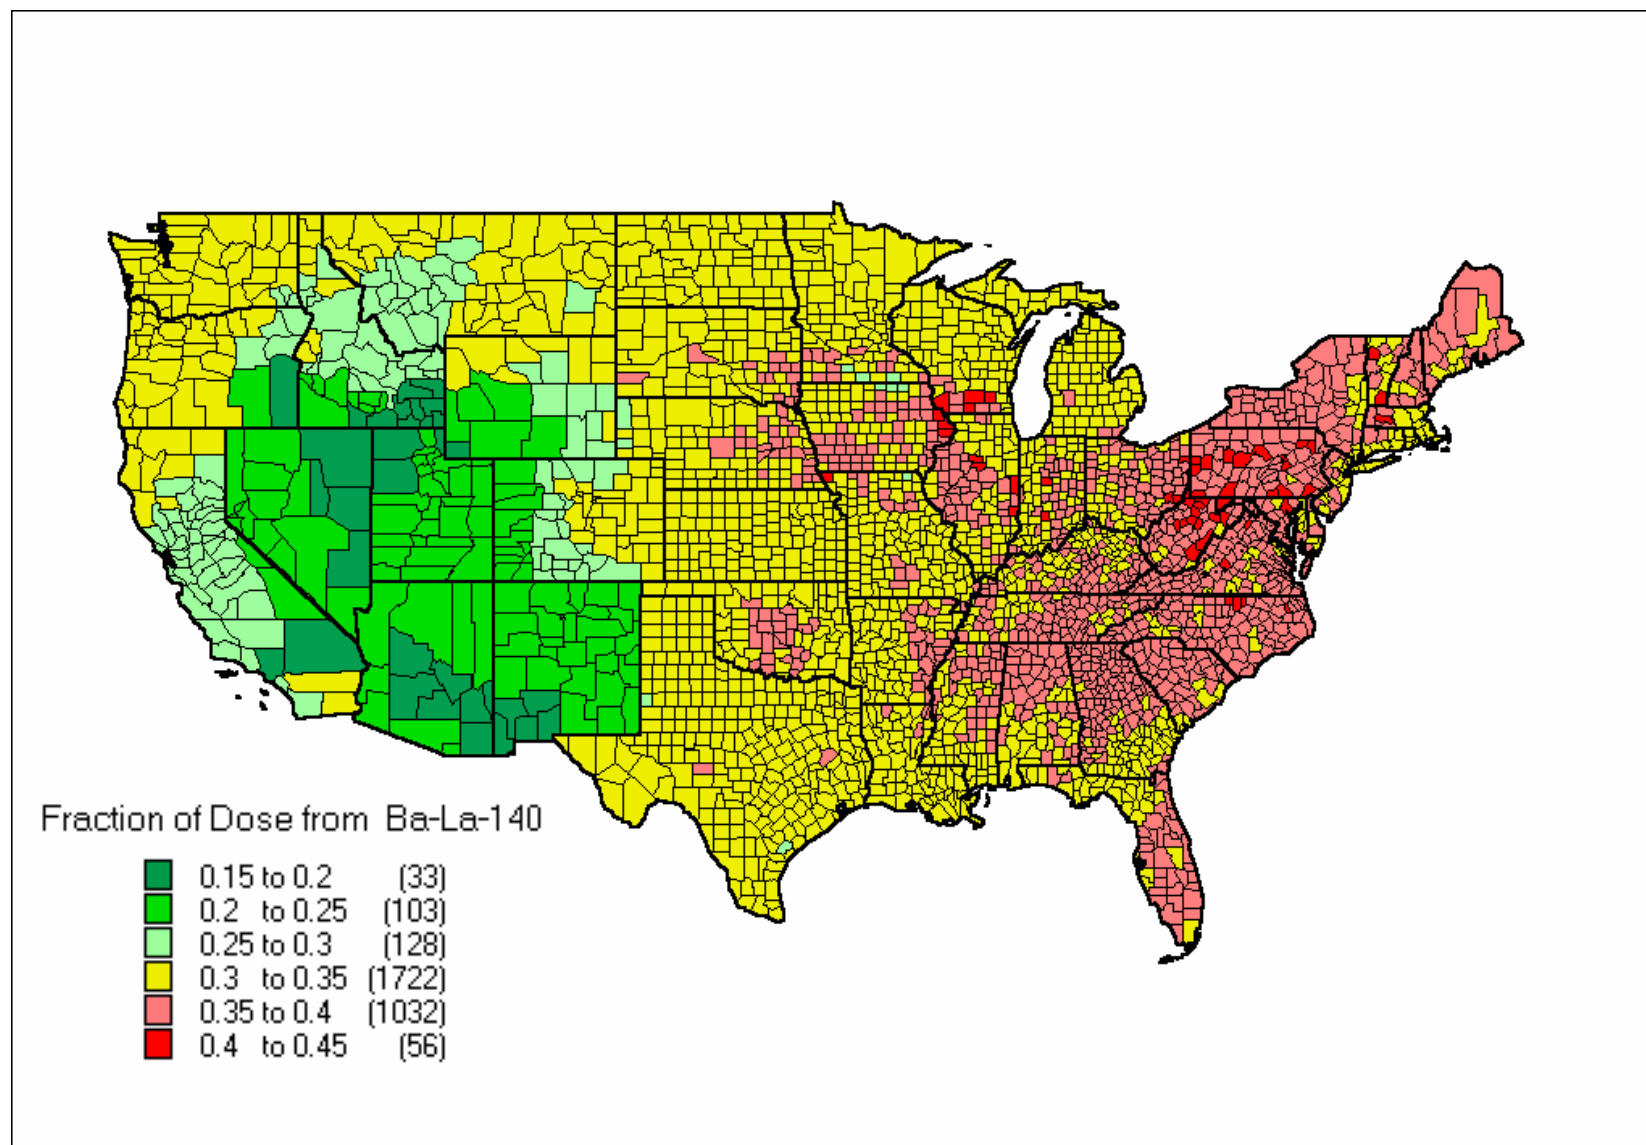 Fraction of Dose from Ba-La-140
0.15 to 0.2 (33)
0.2 to 0.25 (103)
0.25 to 0.3 (128)
0.3 to 0.35 (1722)
0.35 to 0.4 (1032)
0.4 to 0.45 (56)